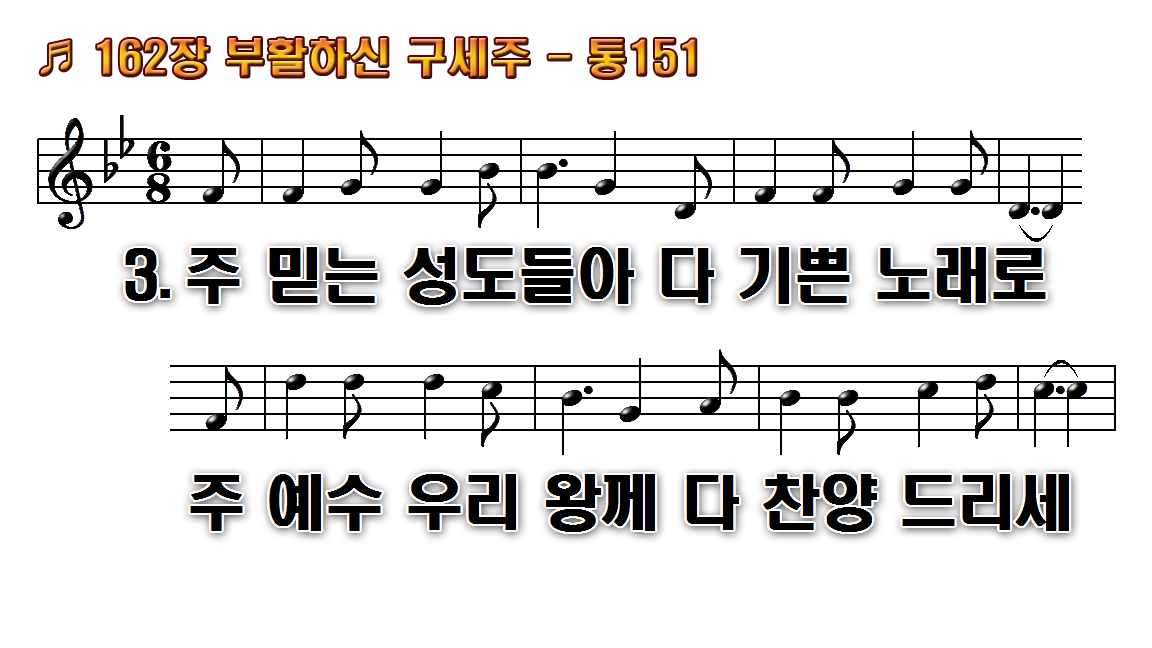 162장 부활하신 구세주 - 통151
6
8
3. 주 믿는 성도들아 다 기쁜 노래로
주 예수 우리 왕께 다 찬양 드리세